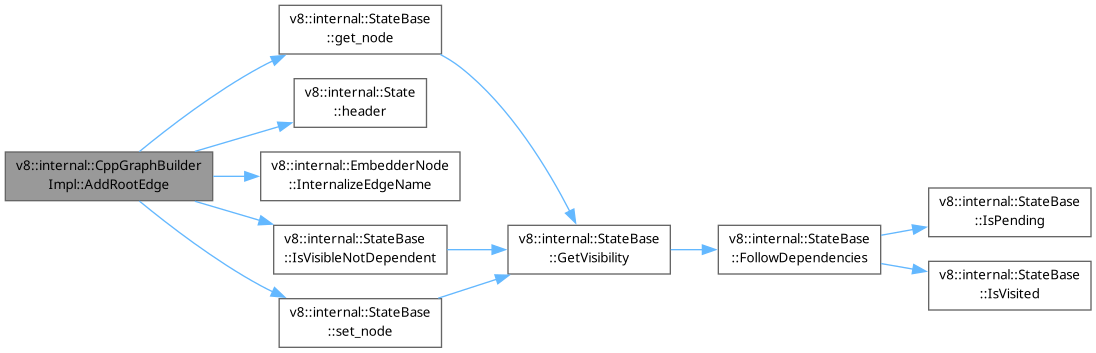 v8::internal::CppGraphBuilder
Impl::AddRootEdge
v8::internal::StateBase
::get_node
v8::internal::State
::header
v8::internal::EmbedderNode
::InternalizeEdgeName
v8::internal::StateBase
::IsVisibleNotDependent
v8::internal::StateBase
::set_node
v8::internal::StateBase
::GetVisibility
v8::internal::StateBase
::FollowDependencies
v8::internal::StateBase
::IsPending
v8::internal::StateBase
::IsVisited